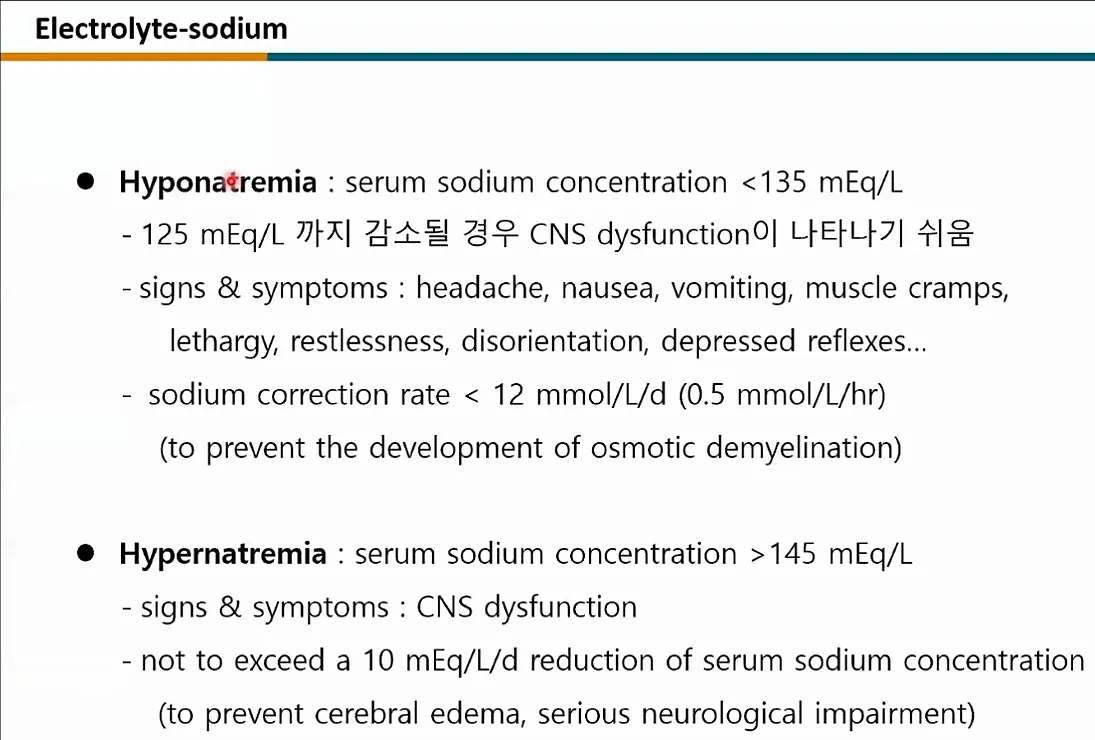 Electrolyte-sodium
● Hyponatremia : serum sodium concentration <135 mEq/L
- 125 mEq/L 까지 감소될 경우 CNS dysfunction이 나타나기 쉬움
- signs & symptoms : headache, nausea, vomiting, muscle cramps,
lethargy, restlessness, disorientation, depressed reflexes...
- sodium correction rate < 12 mmol/L/d (0.5 mmol/L/hr)
(to prevent the development of osmotic demyelination)
● Hypernatremia : serum sodium concentration >145 mEq/L
- signs & symptoms : CNS dysfunction
- not to exceed a 10 mEq/L/d reduction of serum sodium concentration
(to prevent cerebral edema, serious neurological impairment)